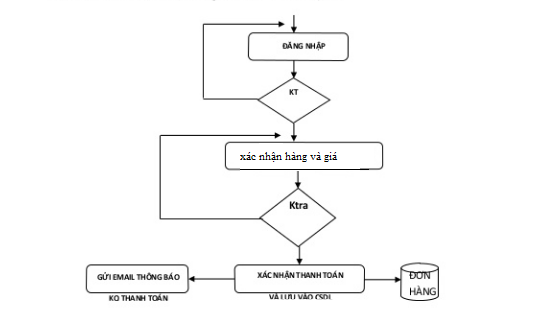 ĐĂNG NHẬP
KT
xác nhận hàng và giá
Ktra
GỬI EMAIL THÔNG BÁO
KO THANH TOÁN
XÁC NHẬN THANH TOÁN
VÀ LƯU VÀO CSDL
ĐƠN
HÀNG